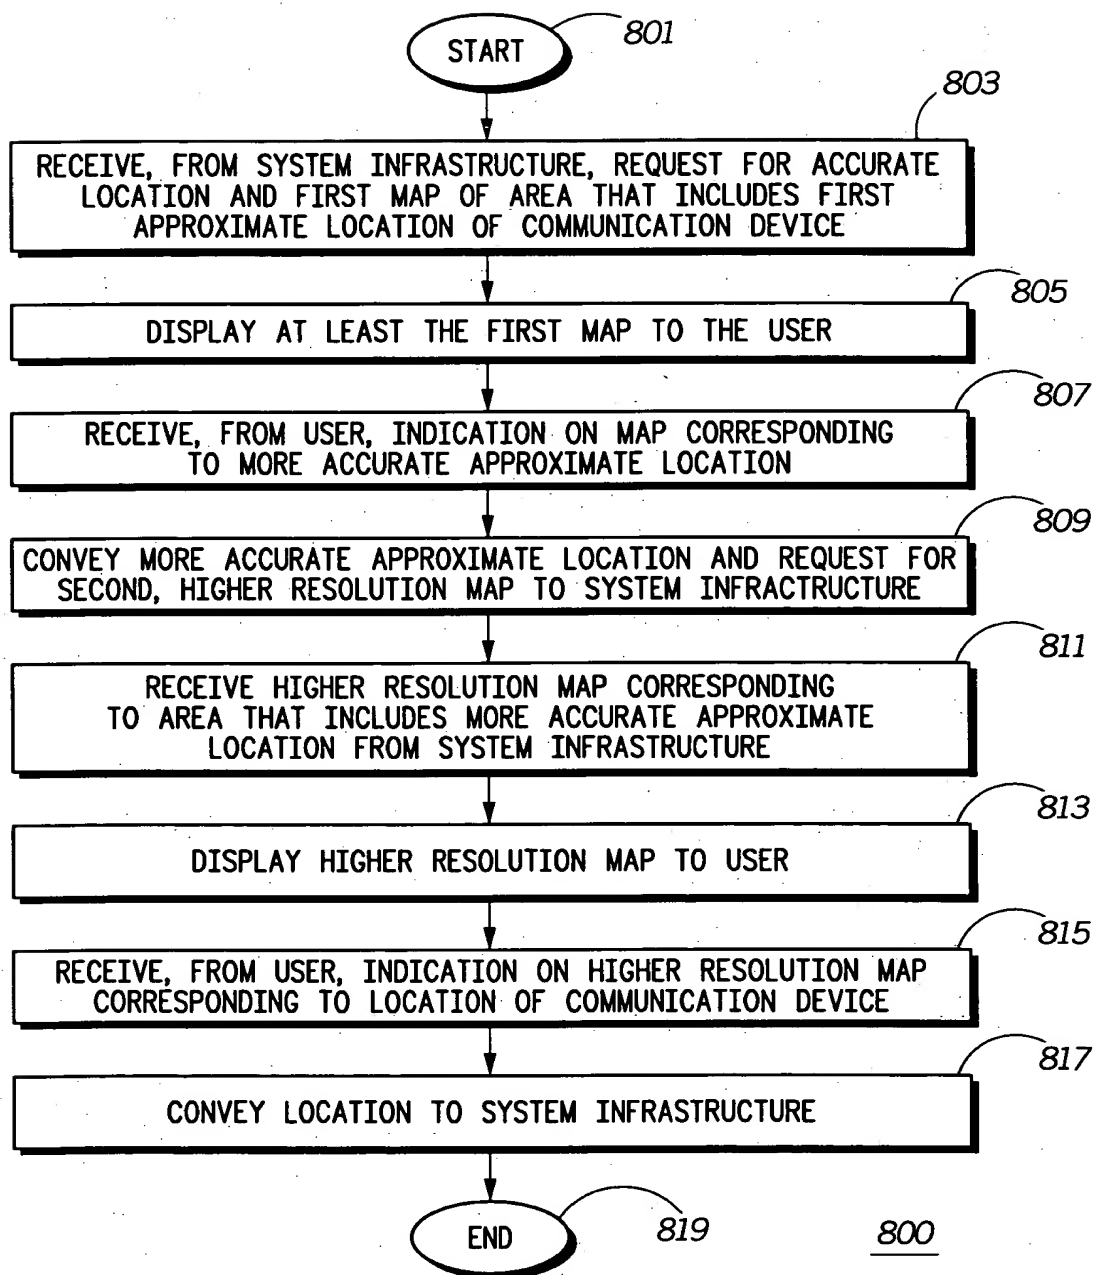 START
801
803
RECEIVE, FROM SYSTEM INFRASTRUCTURE, REQUEST FOR ACCURATE
LOCATION AND FIRST MAP OF AREA THAT INCLUDES FIRST
APPROXIMATE LOCATION OF COMMUNICATION DEVICE
805
DISPLAY AT LEAST THE FIRST MAP TO THE USER
807
RECEIVE, FROM USER, INDICATION ON MAP CORRESPONDING
TO MORE ACCURATE APPROXIMATE LOCATION
809
CONVEY MORE ACCURATE APPROXIMATE LOCATION AND REQUEST FOR
SECOND, HIGHER RESOLUTION MAP TO SYSTEM INFRACTRUCTURE
811
RECEIVE HIGHER RESOLUTION MAP CORRESPONDING
TO AREA THAT INCLUDES MORE ACCURATE APPROXIMATE
LOCATION FROM SYSTEM INFRASTRUCTURE
813
DISPLAY HIGHER RESOLUTION MAP TO USER
815
RECEIVE, FROM USER, INDICATION ON HIGHER RESOLUTION MAP
CORRESPONDING TO LOCATION OF COMMUNICATION DEVICE
817
CONVEY LOCATION TO SYSTEM INFRASTRUCTURE
END
819
800